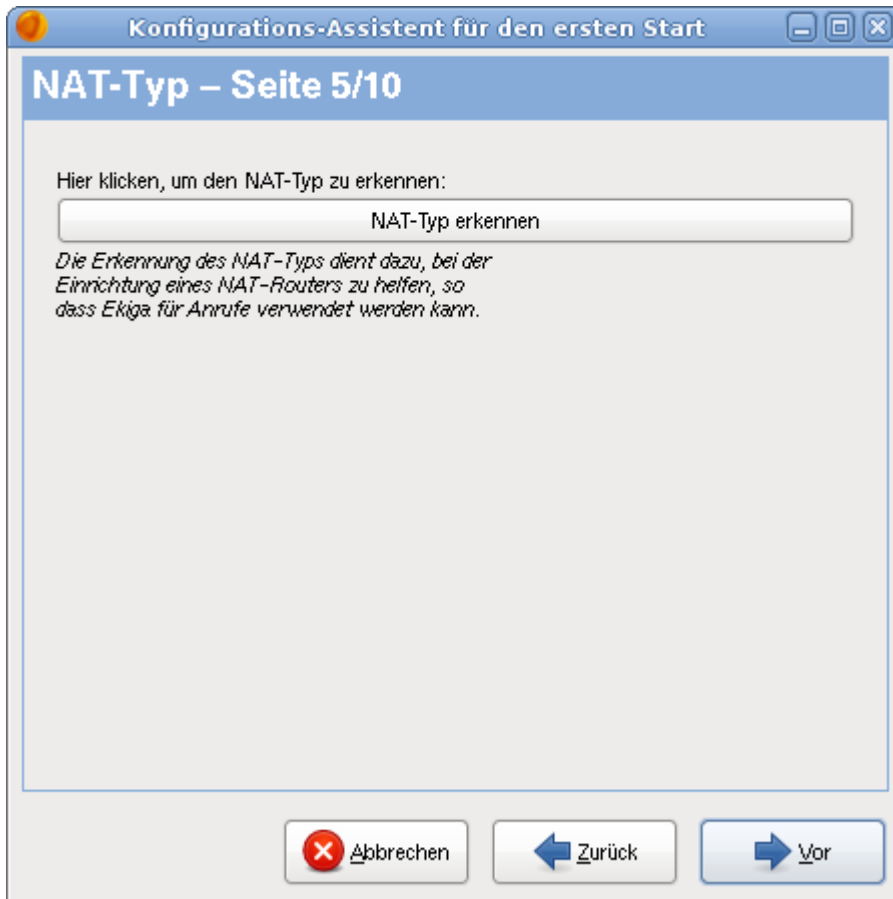 Konfigurations-Assistent für den ersten Start
NAT-Typ – Seite 5/10
Hier klicken, um den NAT-Typ zu erkennen:
NAT-Typ erkennen
Die Erkennung des NAT-Typs dient dazu, bei der
Einrichtung eines NAT-Routers zu helfen, so
dass Ekiga für Anrufe verwendet werden kann.
Abbrechen
Zurück
Vor